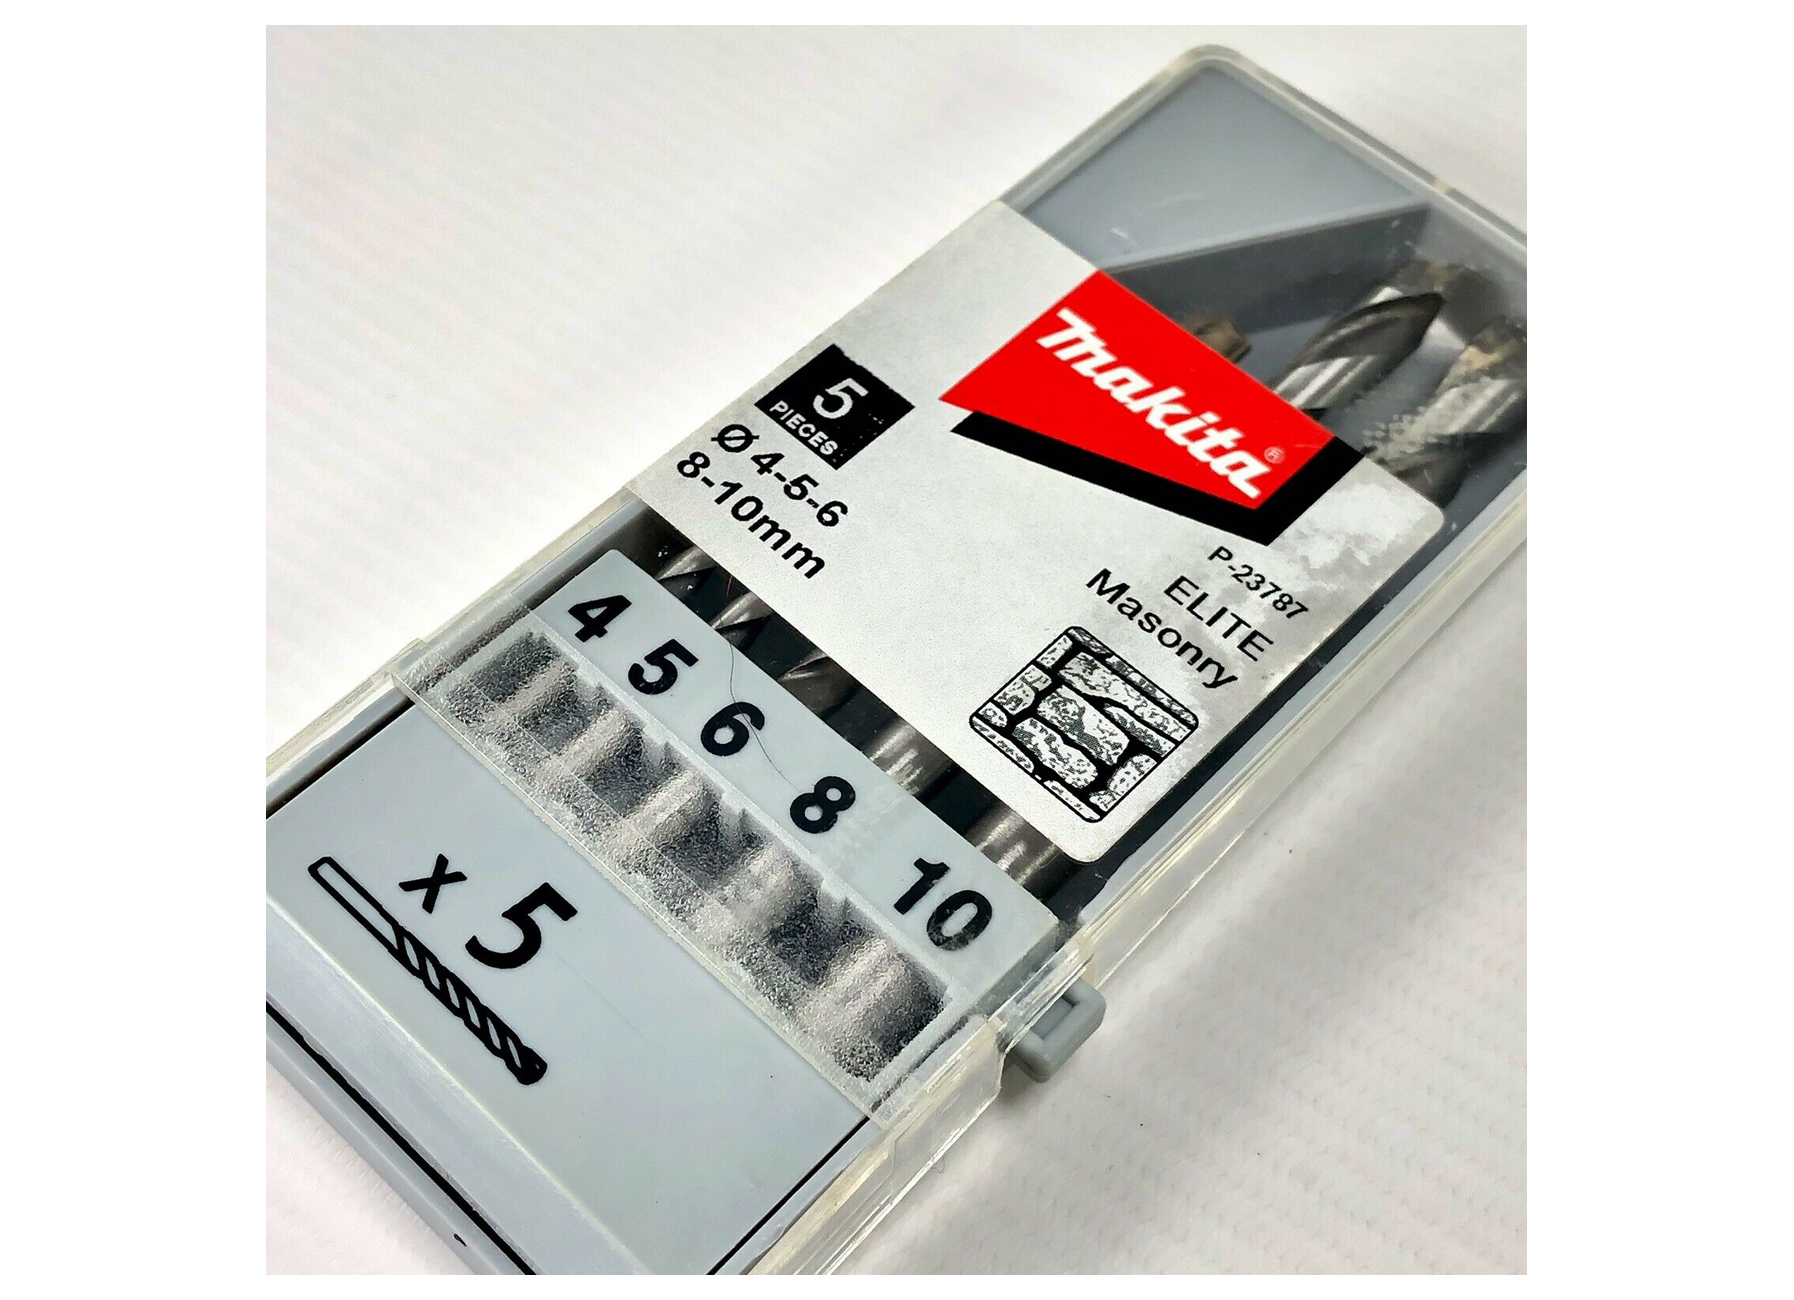 makita®
5
PIECES
Ø 4-5-6
8-10mm
P-23787
ELITE
Masonry
4 5 6 8 10
x 5